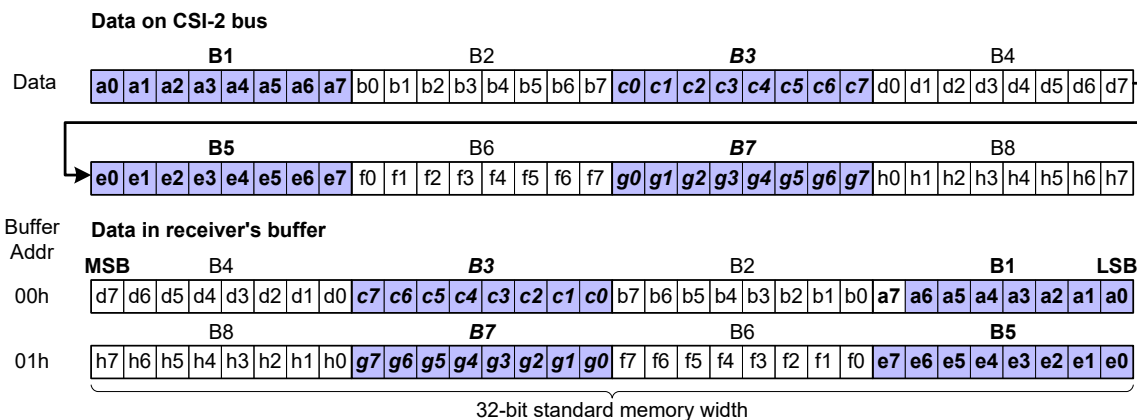 Data on CSI-2 bus
B1 B2 B3 B4
Data a0 a1 a2 a3 a4 a5 a6 a7 b0 b1 b2 b3 b4 b5 b6 b7 c0 c1 c2 c3 c4 c5 c6 c7 d0 d1 d2 d3 d4 d5 d6 d7
B5 B6 B7 B8
e0 e1 e2 e3 e4 e5 e6 e7 f0 f1 f2 f3 f4 f5 f6 f7 g0 g1 g2 g3 g4 g5 g6 g7 h0 h1 h2 h3 h4 h5 h6 h7
Buffer
Addr
Data in receiver's buffer
MSB B4 B3 B2 B1 LSB
00h d7 d6 d5 d4 d3 d2 d1 d0 c7 c6 c5 c4 c3 c2 c1 c0 b7 b6 b5 b4 b3 b2 b1 b0 a7 a6 a5 a4 a3 a2 a1 a0
B8 B7 B6 B5
01h h7 h6 h5 h4 h3 h2 h1 h0 g7 g6 g5 g4 g3 g2 g1 g0 f7 f6 f5 f4 f3 f2 f1 f0 e7 e6 e5 e4 e3 e2 e1 e0
32-bit standard memory width